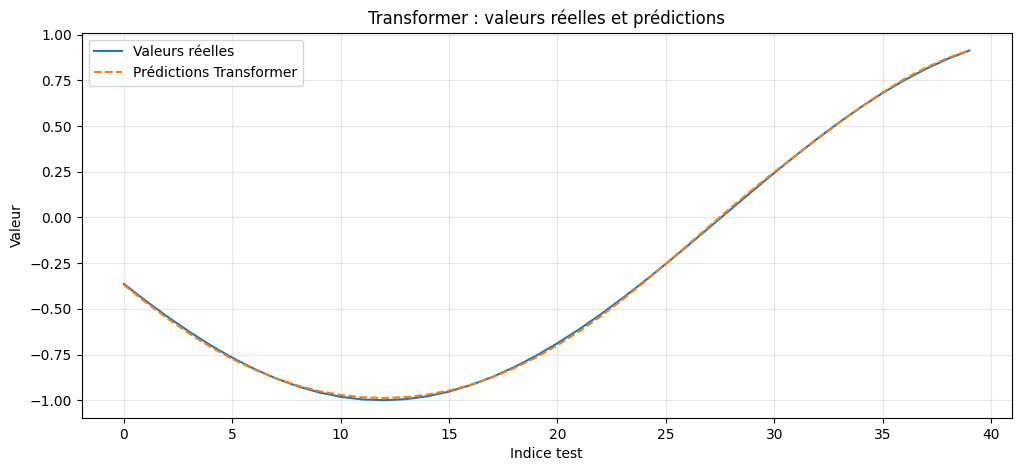 Transformer : valeurs réelles et prédictions
Valeurs réelles
Prédictions Transformer
Valeur
1.00
0.75
0.50
0.25
0.00
−0.25
−0.50
−0.75
−1.00
0 5 10 15 20 25 30 35 40
Indice test